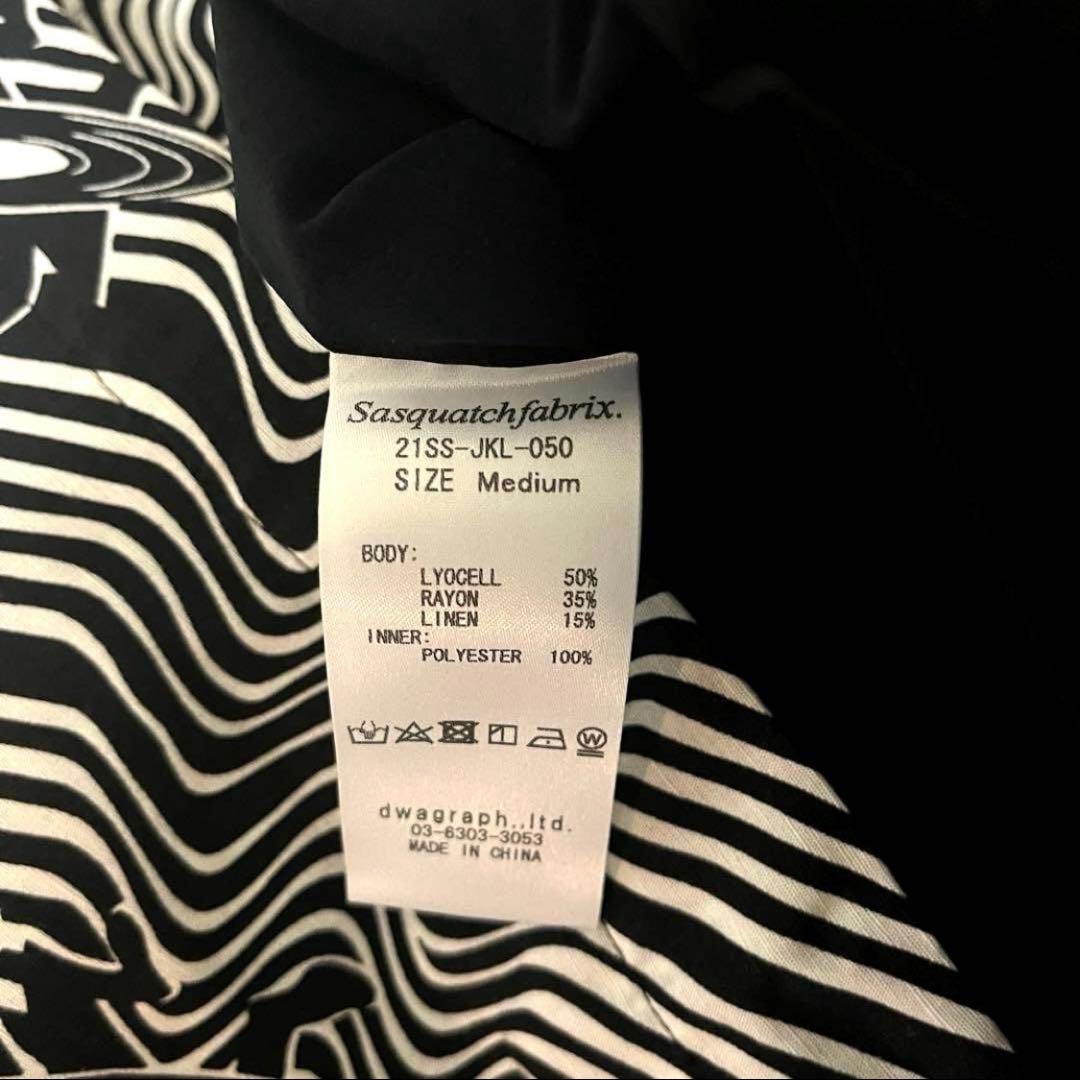 Sasquatchfabrix.
21SS-JKL-050
SIZE Medium
BODY:
LYOCELL 50%
RAYON 35%
LINEN 15%
INNER:
POLYESTER 100%
W
dwagraph.,ltd.
03-6303-3053
MADE IN CHINA